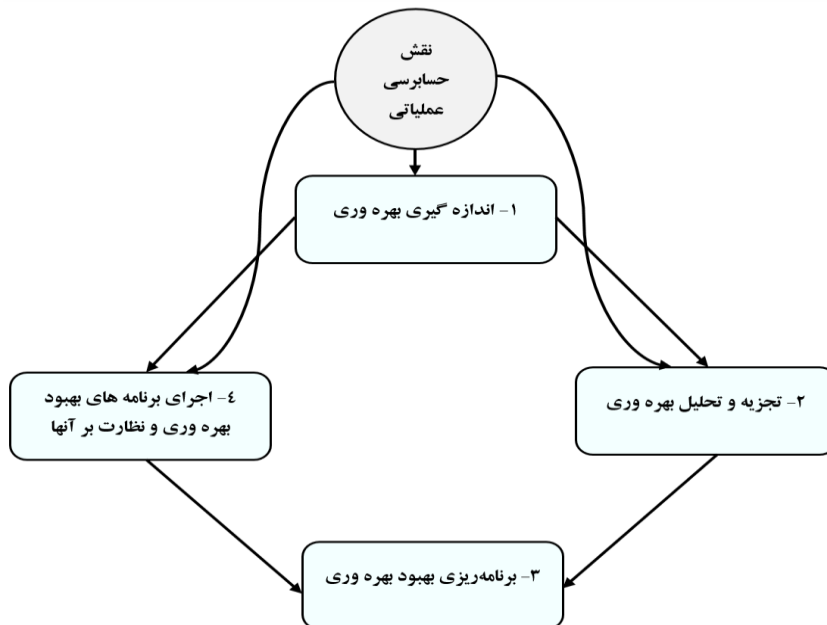 نقش
حسابرسی
عملیاتی
۱- اندازه گیری بهره وری
۲- تجزیه و تحلیل بهره وری
٤- اجرای برنامه های بهبود
بهره وری و نظارت بر آنها
۳- برنامه‌ریزی بهبود بهره وری